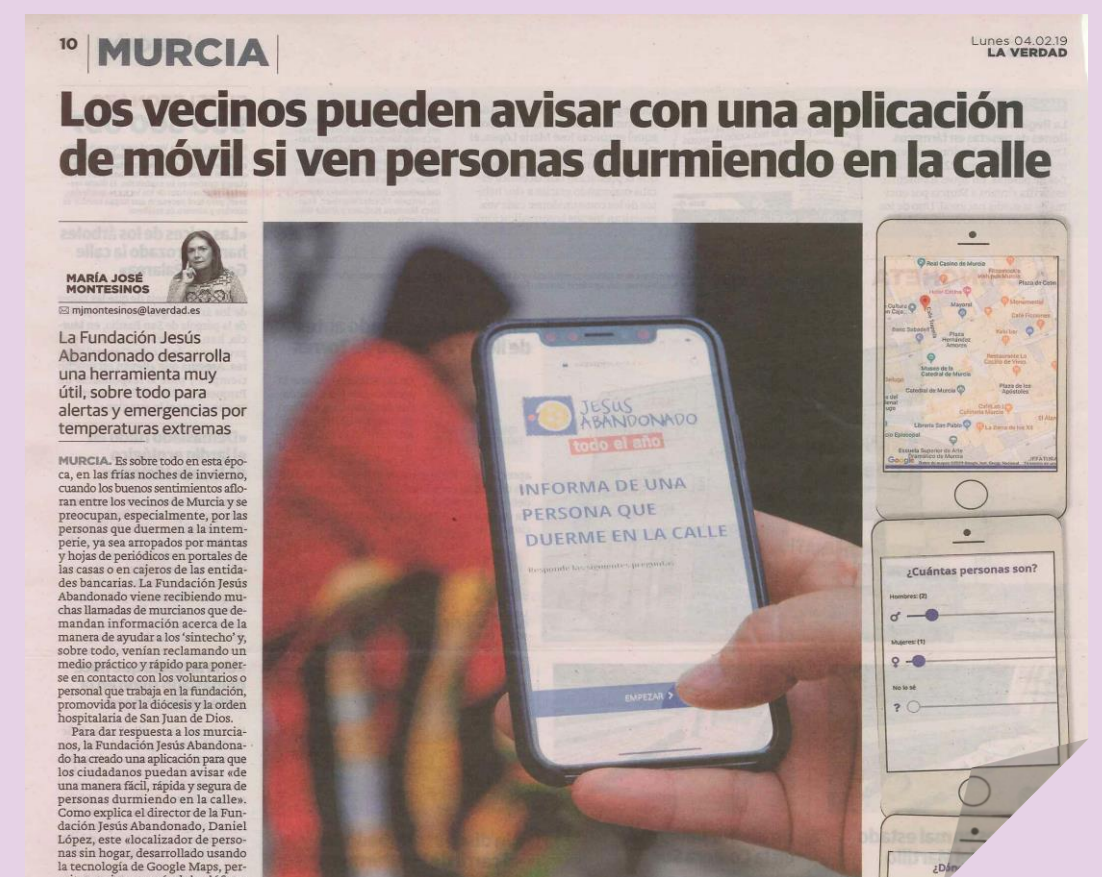 10 MURCIA
Lunes 04.02.19
LA VERDAD
Los vecinos pueden avisar con una aplicación
de móvil si ven personas durmiendo en la calle
MARÍA JOSÉ
MONTESINOS
mjmontesinos@laverdad.es
La Fundación Jesús
Abandonado desarrolla
una herramienta muy
útil, sobre todo para
alertas y emergencias por
temperaturas extremas
MURCIA. Es sobre todo en esta épo-
ca, en las frías noches de invierno,
cuando los buenos sentimientos aflo-
ran entre los vecinos de Murcia y se
preocupan, especialmente, por las
personas que duermen a la intem-
perie, ya sea arropados por mantas
y hojas de periódicos en portales de
las casas o en cajeros de las entida-
des bancarias. La Fundación Jesús
Abandonado viene recibiendo mu-
chas llamadas de murcianos que de-
mandan información acerca de la
manera de ayudar a los ‘sintecho’ y,
sobre todo, venían reclamando un
medio práctico y rápido para poner-
se en contacto con los voluntarios o
personal que trabaja en la fundación,
promovida por la diócesis y la orden
hospitalaria de San Juan de Dios.
Para dar respuesta a los murcia-
nos, la Fundación Jesús Abandona-
do ha creado una aplicación para que
los ciudadanos puedan avisar «de
una manera fácil, rápida y segura de
personas durmiendo en la calle».
Como explica el director de la Fun-
dación Jesús Abandonado, Daniel
López, este «localizador de perso-
nas sin hogar, desarrollado usando
la tecnología de Google Maps, per-
JESUS
ABANDONADO
todo el año
INFORMA DE UNA
PERSONA QUE
DUERME EN LA CALLE
Responde las siguientes preguntas
EMPEZAR
Real Casino de Murcia
Mayoral
Plaza
Hernández
Amores
Museo de la
Catedral de Murcia
Catedral de Murcia
Plaza de los
Apóstoles
Librería San Pablo
Escuela Superior de Arte
Dramático de Murcia
Google
¿Cuántas personas son?
Hombres: (2)
Mujeres: (1)
No lo sé
?